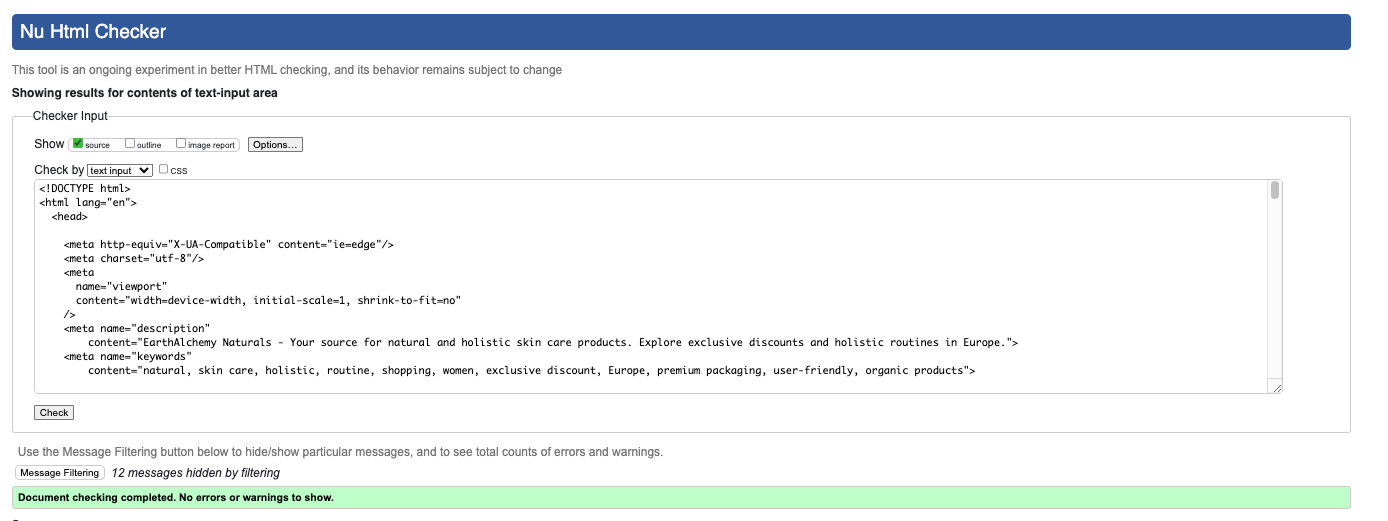 Nu Html Checker
This tool is an ongoing experiment in better HTML checking, and its behavior remains subject to change
Showing results for contents of text-input area
Checker Input
Show source outline image report Options...
Check by text input css
<!DOCTYPE html>
<html lang="en">
<head>
<meta http-equiv="X-UA-Compatible" content="ie=edge"/>
<meta charset="utf-8"/>
<meta
name="viewport"
content="width=device-width, initial-scale=1, shrink-to-fit=no"
/>
<meta name="description"
content="EarthAlchemy Naturals - Your source for natural and holistic skin care products. Explore exclusive discounts and holistic routines in Europe.">
<meta name="keywords"
content="natural, skin care, holistic, routine, shopping, women, exclusive discount, Europe, premium packaging, user-friendly, organic products">
Check
Use the Message Filtering button below to hide/show particular messages, and to see total counts of errors and warnings.
Message Filtering 12 messages hidden by filtering
Document checking completed. No errors or warnings to show.